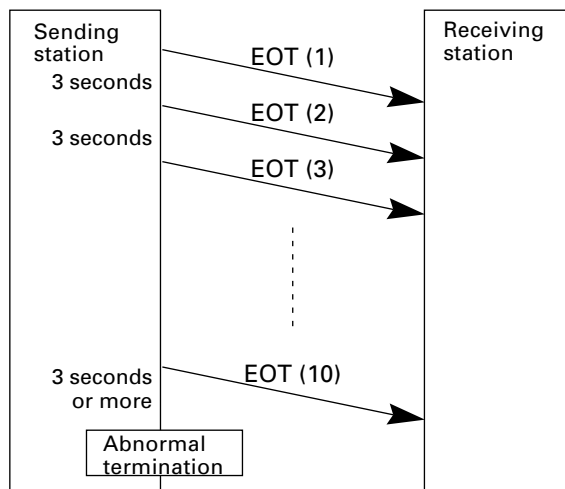 Sending
station
Receiving
station
EOT (1)
3 seconds
EOT (2)
3 seconds
EOT (3)
EOT (10)
3 seconds
or more
Abnormal
termination